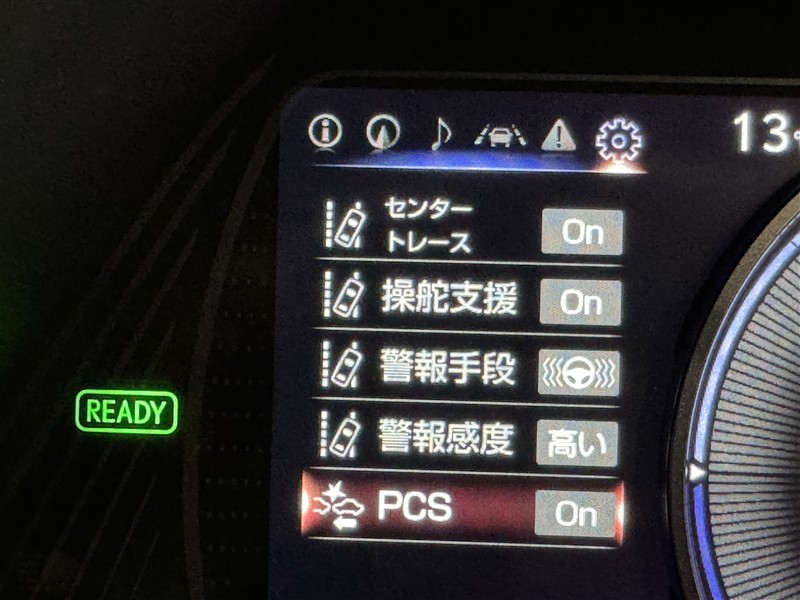 13
センター
トレース
On
操舵支援
On
警報手段
警報感度
高い
READY
PCS
On